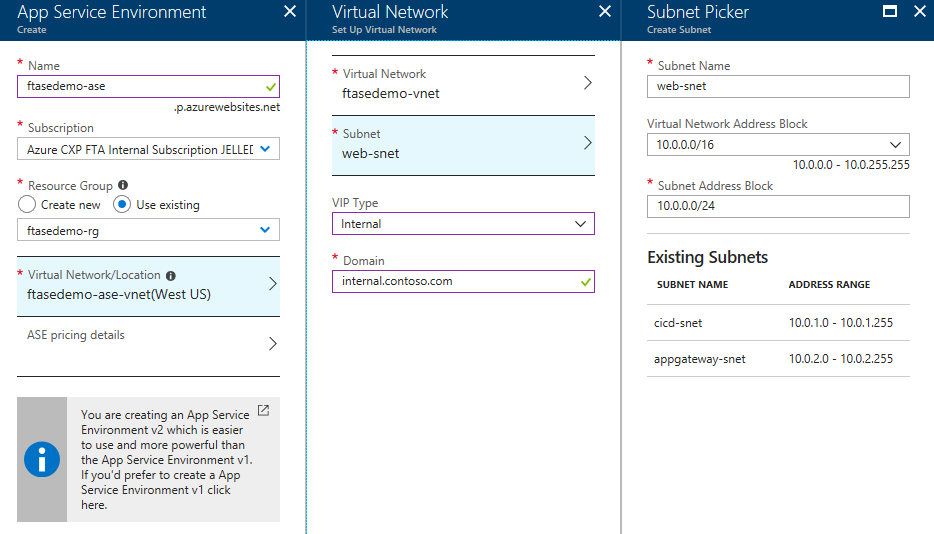 App Service Environment
Create
* Name
ftasedemo-ase
.p.azurewebsites.net
* Subscription
Azure CXP FTA Internal Subscription JELLED
* Resource Group
Create new
Use existing
ftasedemo-rg
* Virtual Network/Location
ftasedemo-ase-vnet(West US)
ASE pricing details
You are creating an App Service
Environment v2 which is easier
to use and more powerful than
the App Service Environment v1.
If you'd prefer to create a App
Service Environment v1 click
here.
Virtual Network
Set Up Virtual Network
* Virtual Network
ftasedemo-vnet
* Subnet
web-snet
VIP Type
Internal
* Domain
internal.contoso.com
Subnet Picker
Create Subnet
* Subnet Name
web-snet
Virtual Network Address Block
10.0.0.0/16
10.0.0.0 - 10.0.255.255
* Subnet Address Block
10.0.0.0/24
Existing Subnets
SUBNET NAME ADDRESS RANGE
cicd-snet 10.0.1.0 - 10.0.1.255
appgateway-snet 10.0.2.0 - 10.0.2.255